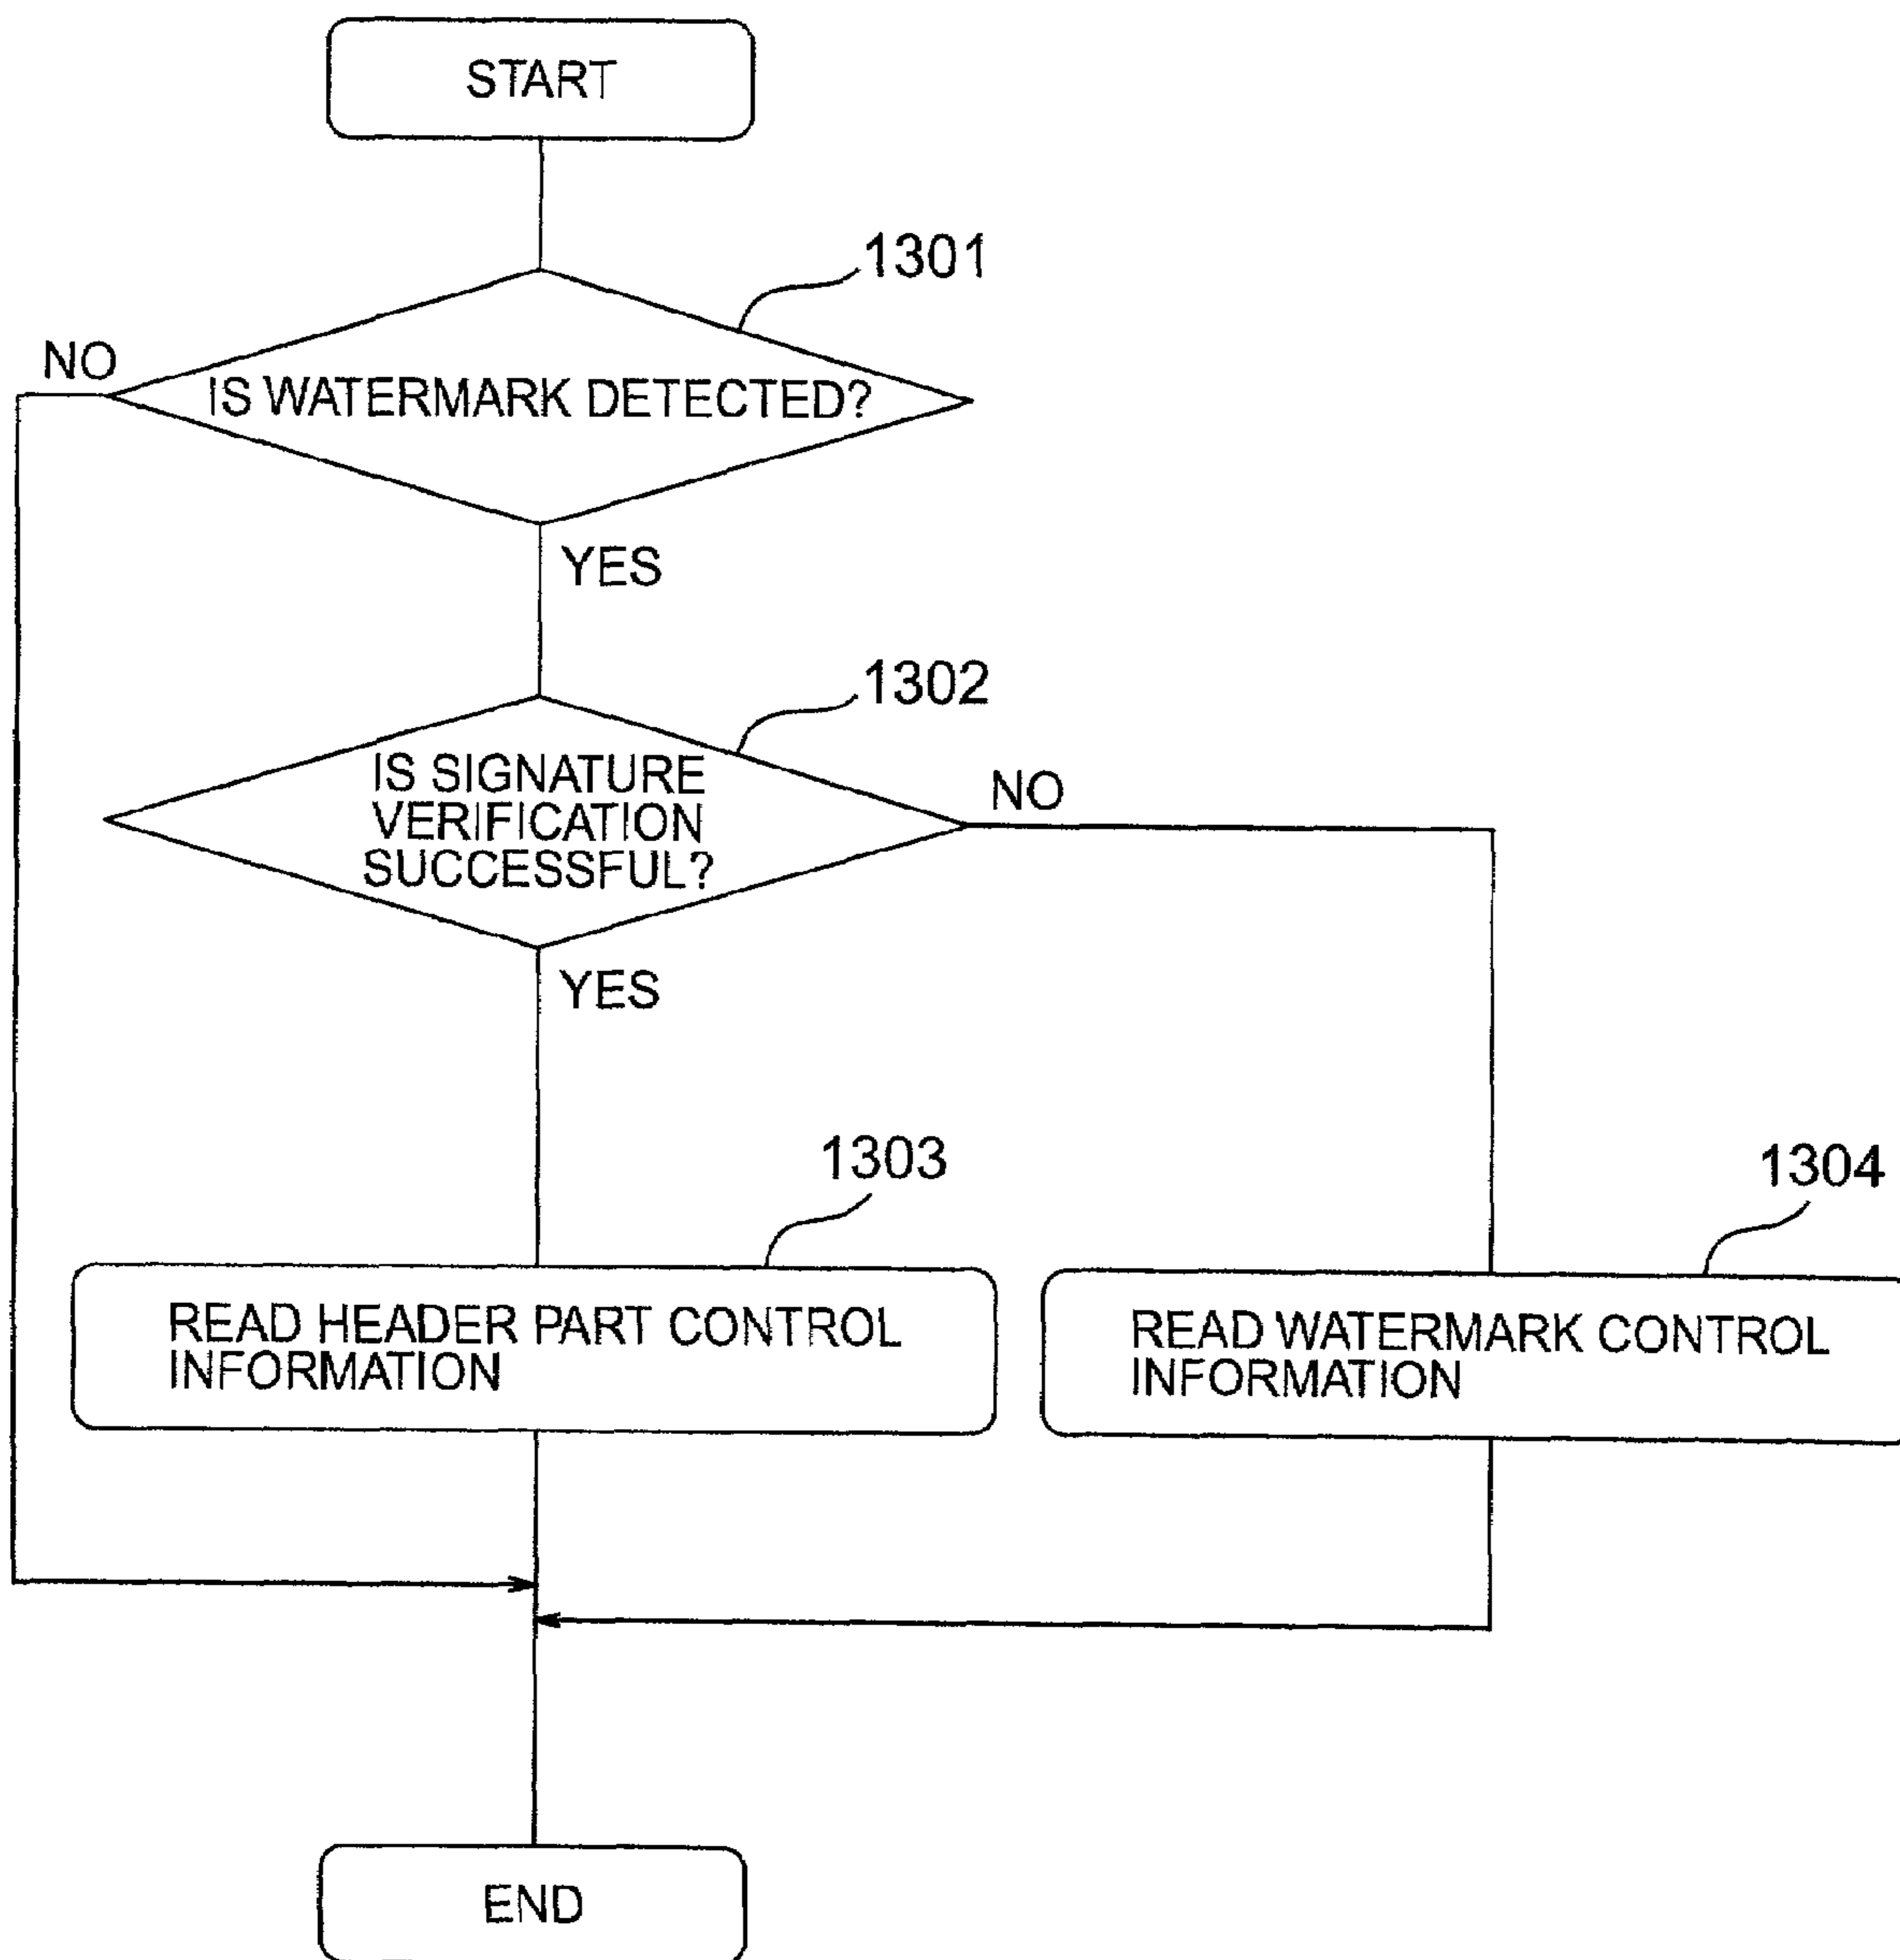 START
1301
NO
IS WATERMARK DETECTED?
YES
1302
IS SIGNATURE
VERIFICATION
SUCCESSFUL?
NO
YES
1303
1304
READ HEADER PART CONTROL
INFORMATION
READ WATERMARK CONTROL
INFORMATION
END